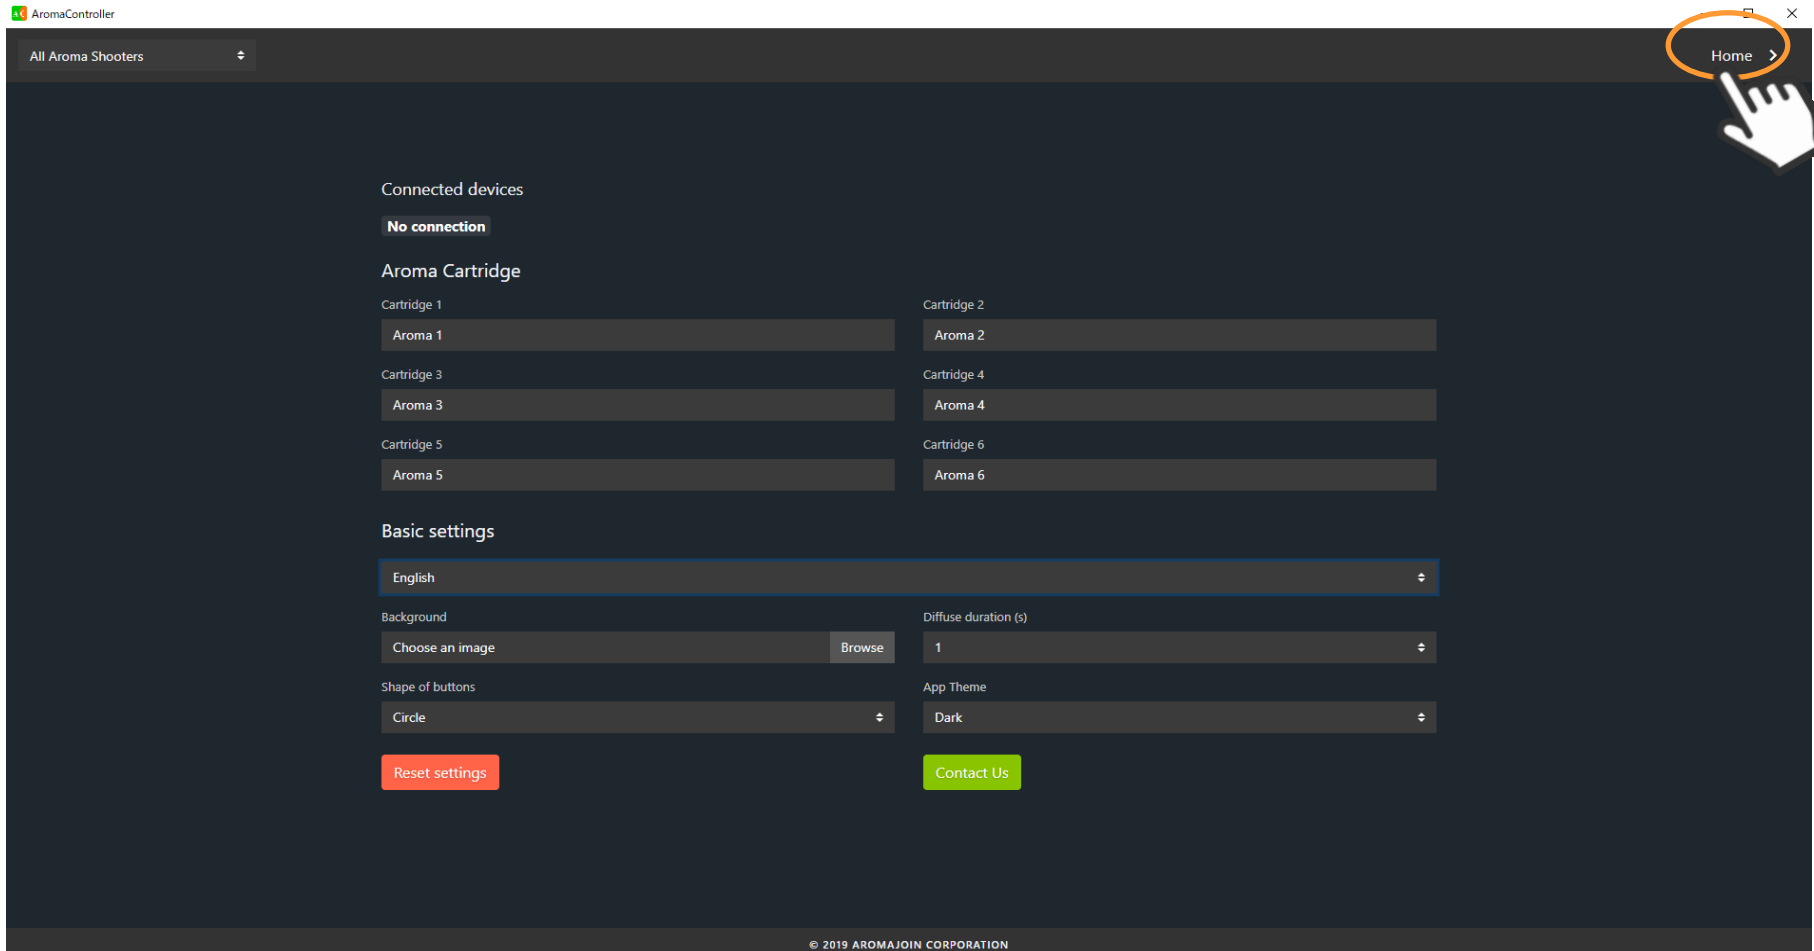 AromaController
All Aroma Shooters
Home
Connected devices
No connection
Aroma Cartridge
Cartridge 1
Cartridge 2
Aroma 1
Aroma 2
Cartridge 3
Cartridge 4
Aroma 3
Aroma 4
Cartridge 5
Cartridge 6
Aroma 5
Aroma 6
Basic settings
English
Background
Diffuse duration (s)
Choose an image
Browse
1
Shape of buttons
App Theme
Circle
Dark
Reset settings
Contact Us
© 2019 AROMAJOIN CORPORATION